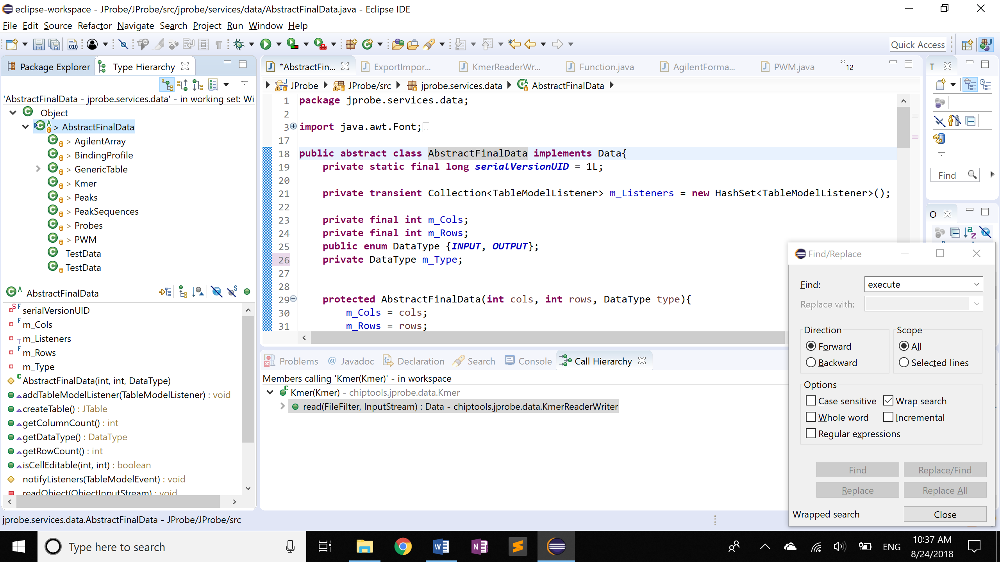 eclipse-workspace - JProbe/JProbe/src/jprobe/services/data/AbstractFinalData.java - Eclipse IDE
File Edit Source Refactor Navigate Search Project Run Window Help
Quick Access
Package Explorer Type Hierarchy
'AbstractFinalData - jprobe.services.data' - in working set: Wi
Object
> AbstractFinalData
> AgilentArray
> BindingProfile
> GenericTable
> Kmer
> Peaks
> PeakSequences
> Probes
> PWM
TestData
TestData
AbstractFinalData
serialVersionUID
m_Cols
m_Listeners
m_Rows
m_Type
AbstractFinalData(int, int, DataType)
addTableModelListener(TableModelListener) : void
createTable() : JTable
getColumnCount() : int
getDataType() : DataType
getRowCount() : int
isCellEditable(int, int) : boolean
notifyListeners(TableModelEvent) : void
readObject(ObjectInputStream) : void
*AbstractFin... ExportImpor... KmerReaderWr... Function.java AgilentForma... PWM.java »12
JProbe JProbe/src jprobe.services.data AbstractFinalData
1 package jprobe.services.data;
2
3 import java.awt.Font;
17
18 public abstract class AbstractFinalData implements Data{
19 private static final long serialVersionUID = 1L;
20
21 private transient Collection<TableModelListener> m_Listeners = new HashSet<TableModelListener>();
22
23 private final int m_Cols;
24 private final int m_Rows;
25 public enum DataType {INPUT, OUTPUT};
26 private DataType m_Type;
27
28
29 protected AbstractFinalData(int cols, int rows, DataType type){
30 m_Cols = cols;
31 m_Rows = rows;
Problems @ Javadoc Declaration Search Console Call Hierarchy
Members calling 'Kmer(Kmer)' - in workspace
Kmer(Kmer) - chiptools.jprobe.data.Kmer
read(FileFilter, InputStream) : Data - chiptools.jprobe.data.KmerReaderWriter
T
Find
O
Find/Replace
Find: execute
Replace with:
Direction
Forward
Backward
Scope
All
Selected lines
Options
Case sensitive Wrap search
Whole word Incremental
Regular expressions
Find Replace/Find
Replace Replace All
Wrapped search Close
jprobe.services.data.AbstractFinalData - JProbe/JProbe/src
Type here to search
ENG
10:37 AM
8/24/2018